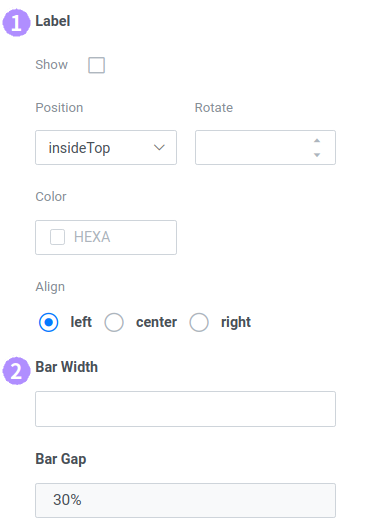 1 Label
Show
Position Rotate
insideTop
Color
HEXA
Align
left center right
2 Bar Width
Bar Gap
30%